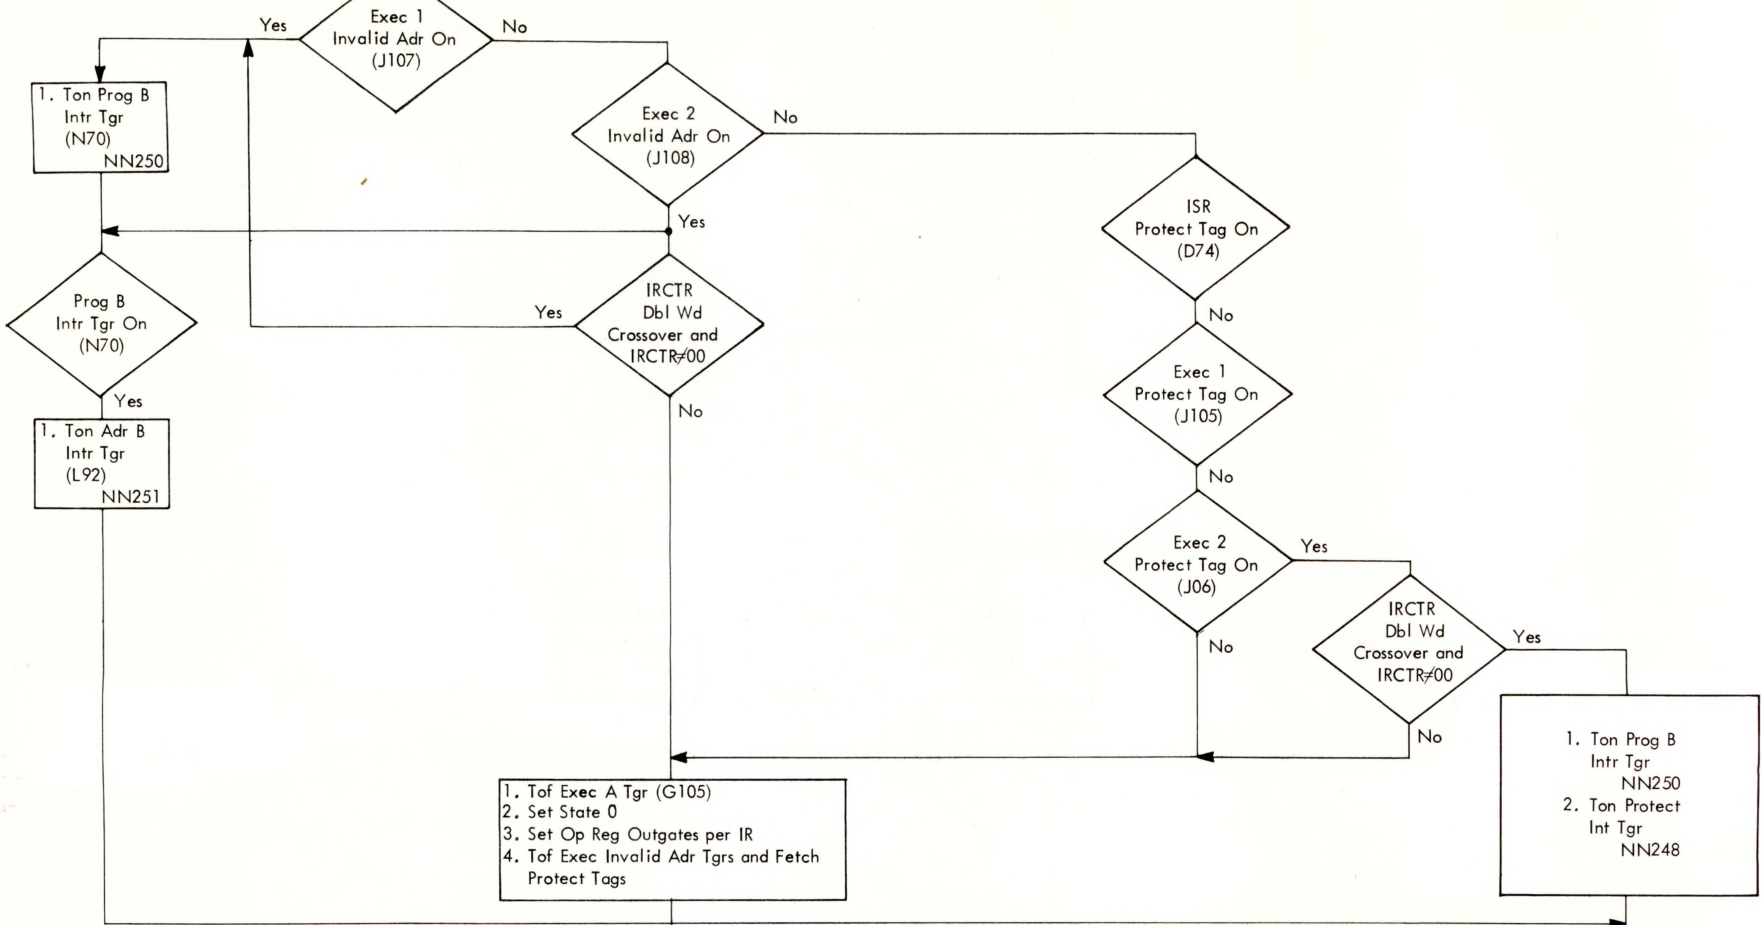 Yes
Exec 1
Invalid Adr On
(J107)
No
1. Ton Prog B
Intr Tgr
(N70)
NN250
Exec 2
Invalid Adr On
(J108)
No
Yes
ISR
Protect Tag On
(D74)
No
Prog B
Intr Tgr On
(N70)
Yes
Yes
IRCTR
Dbl Wd
Crossover and
IRCTR≠00
No
Exec 1
Protect Tag On
(J105)
No
1. Ton Adr B
Intr Tgr
(L92)
NN251
Exec 2
Protect Tag On
(J06)
Yes
No
IRCTR
Dbl Wd
Crossover and
IRCTR≠00
Yes
No
1. Tof Exec A Tgr (G105)
2. Set State 0
3. Set Op Reg Outgates per IR
4. Tof Exec Invalid Adr Tgrs and Fetch
Protect Tags
1. Ton Prog B
Intr Tgr
NN250
2. Ton Protect
Int Tgr
NN248